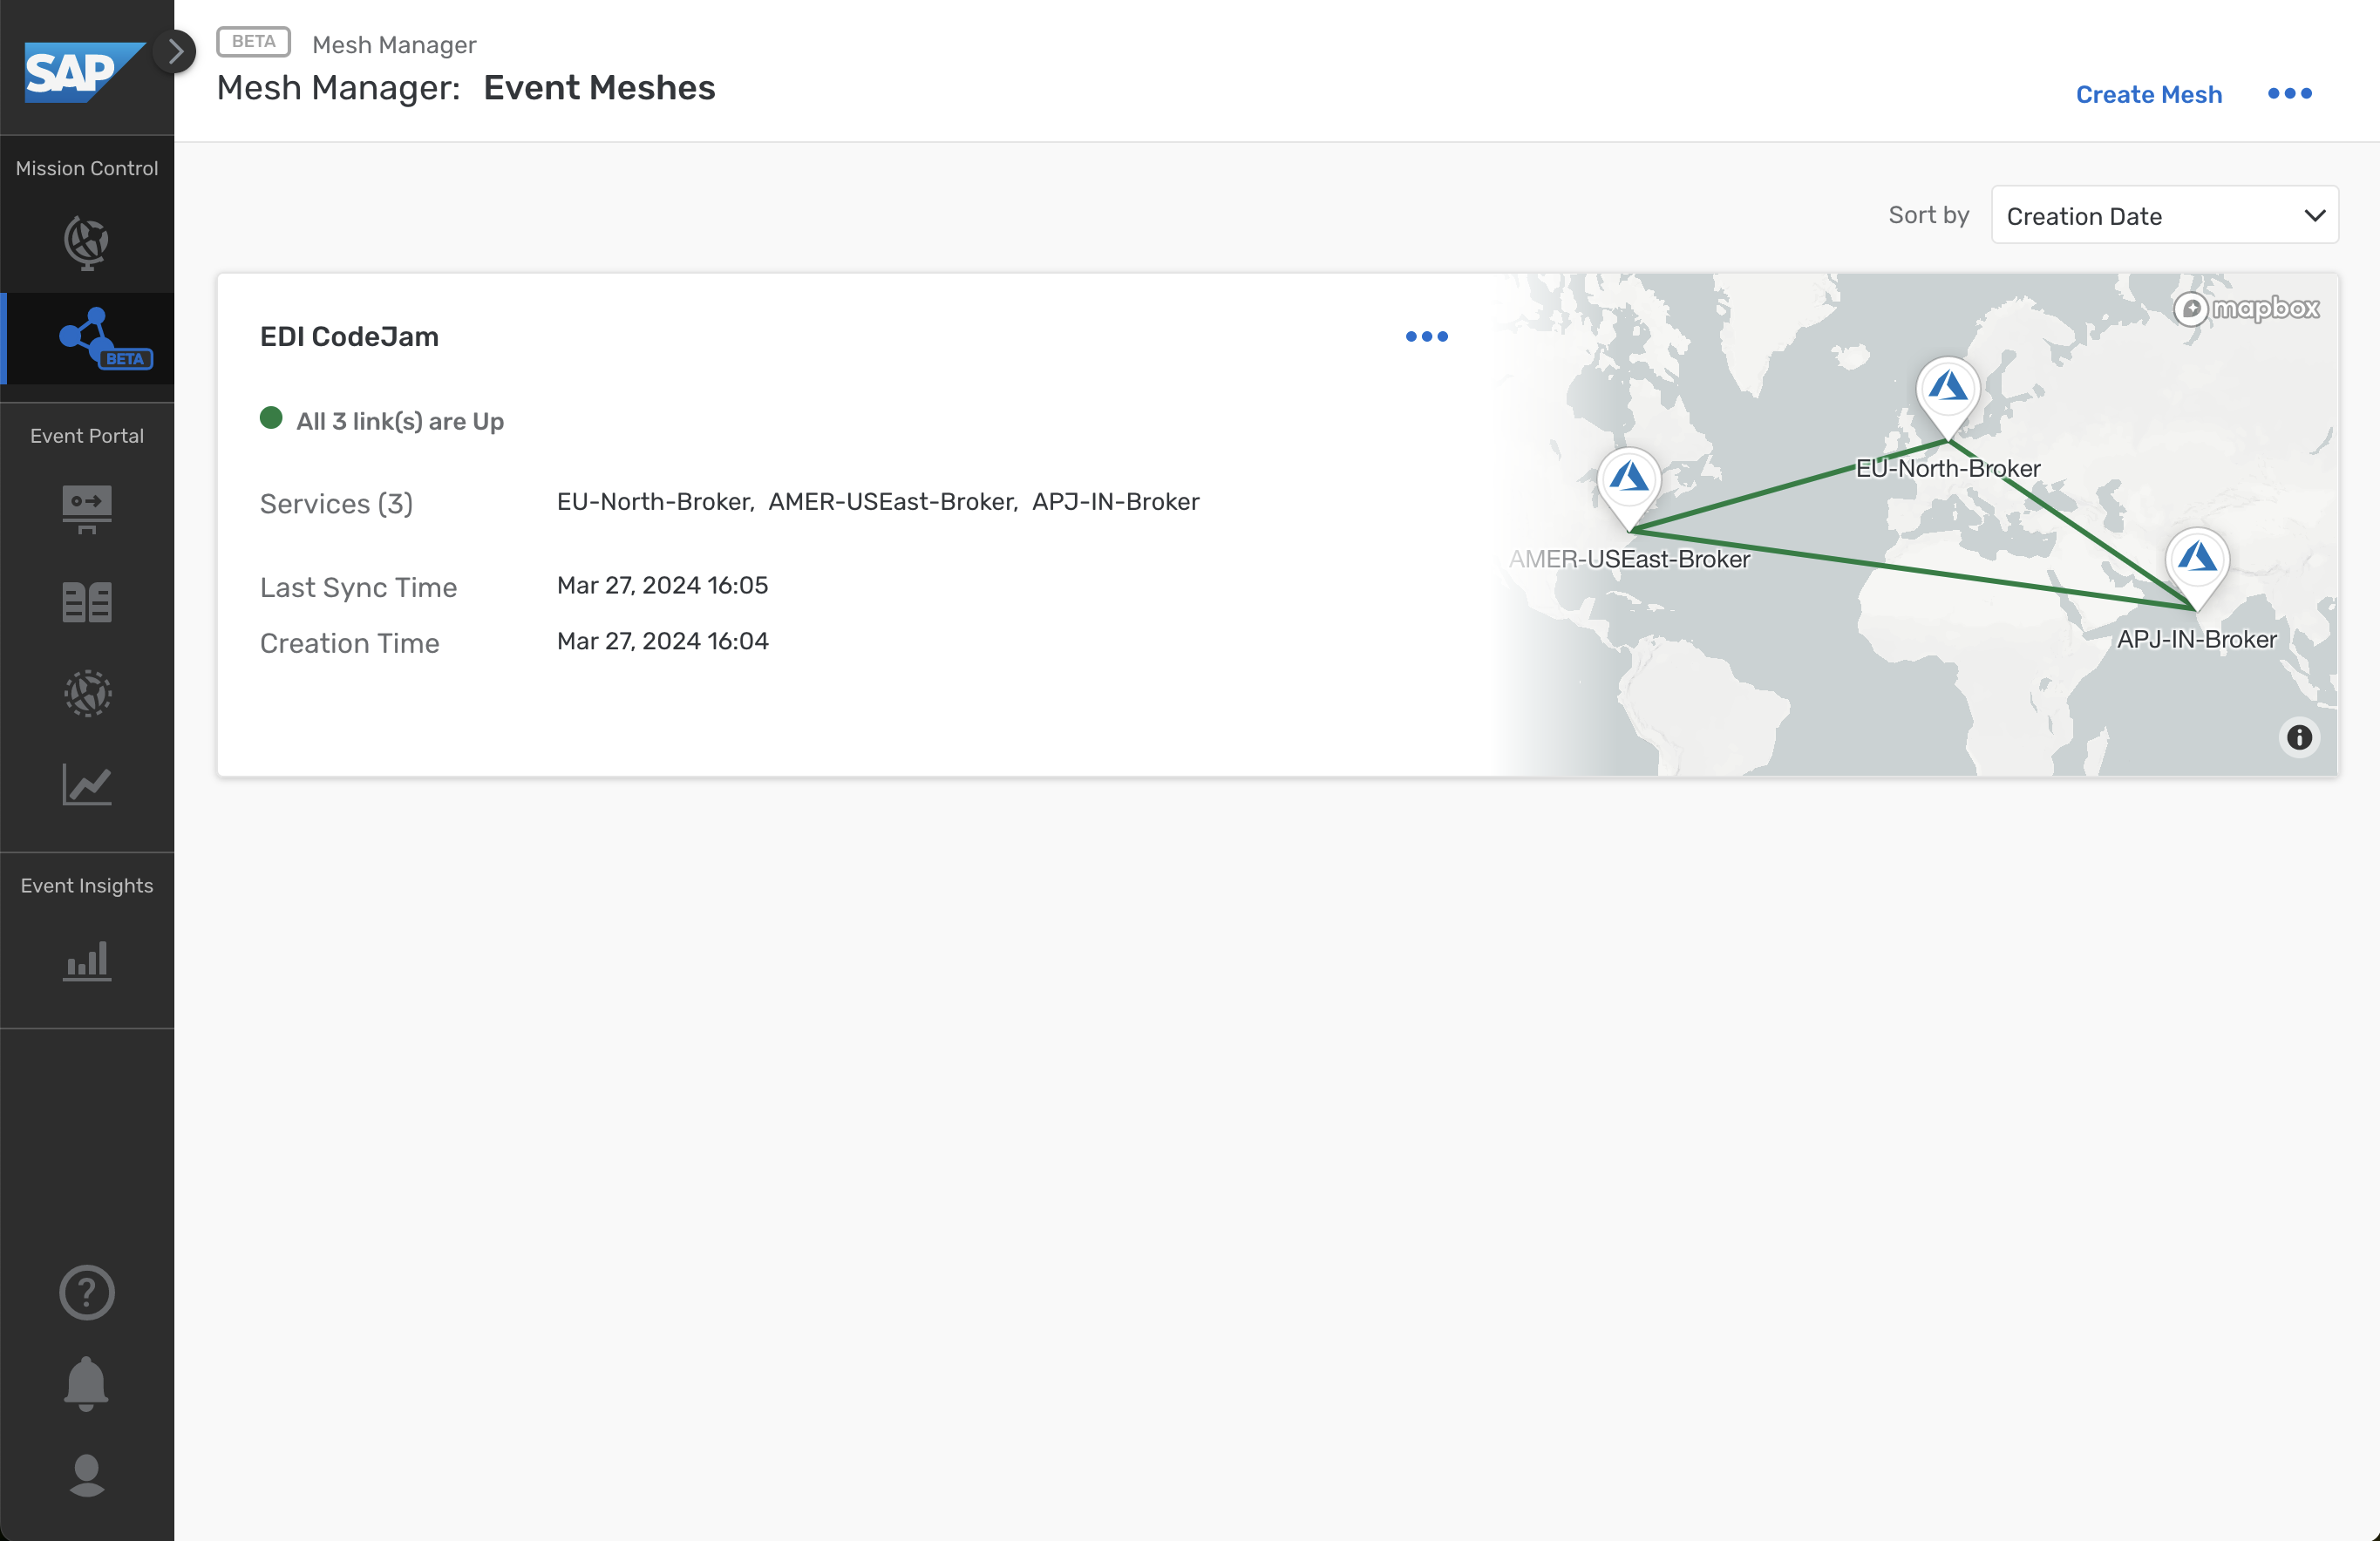 SAP
BETA
Mesh Manager
Mesh Manager: Event Meshes
Create Mesh
Mission Control
BETA
Event Portal
Event Insights
Sort by
Creation Date
EDI CodeJam
All 3 link(s) are Up
Services (3)
EU-North-Broker, AMER-USEast-Broker, APJ-IN-Broker
Last Sync Time
Mar 27, 2024 16:05
Creation Time
Mar 27, 2024 16:04
mapbox
EU-North-Broker
AMER-USEast-Broker
APJ-IN-Broker